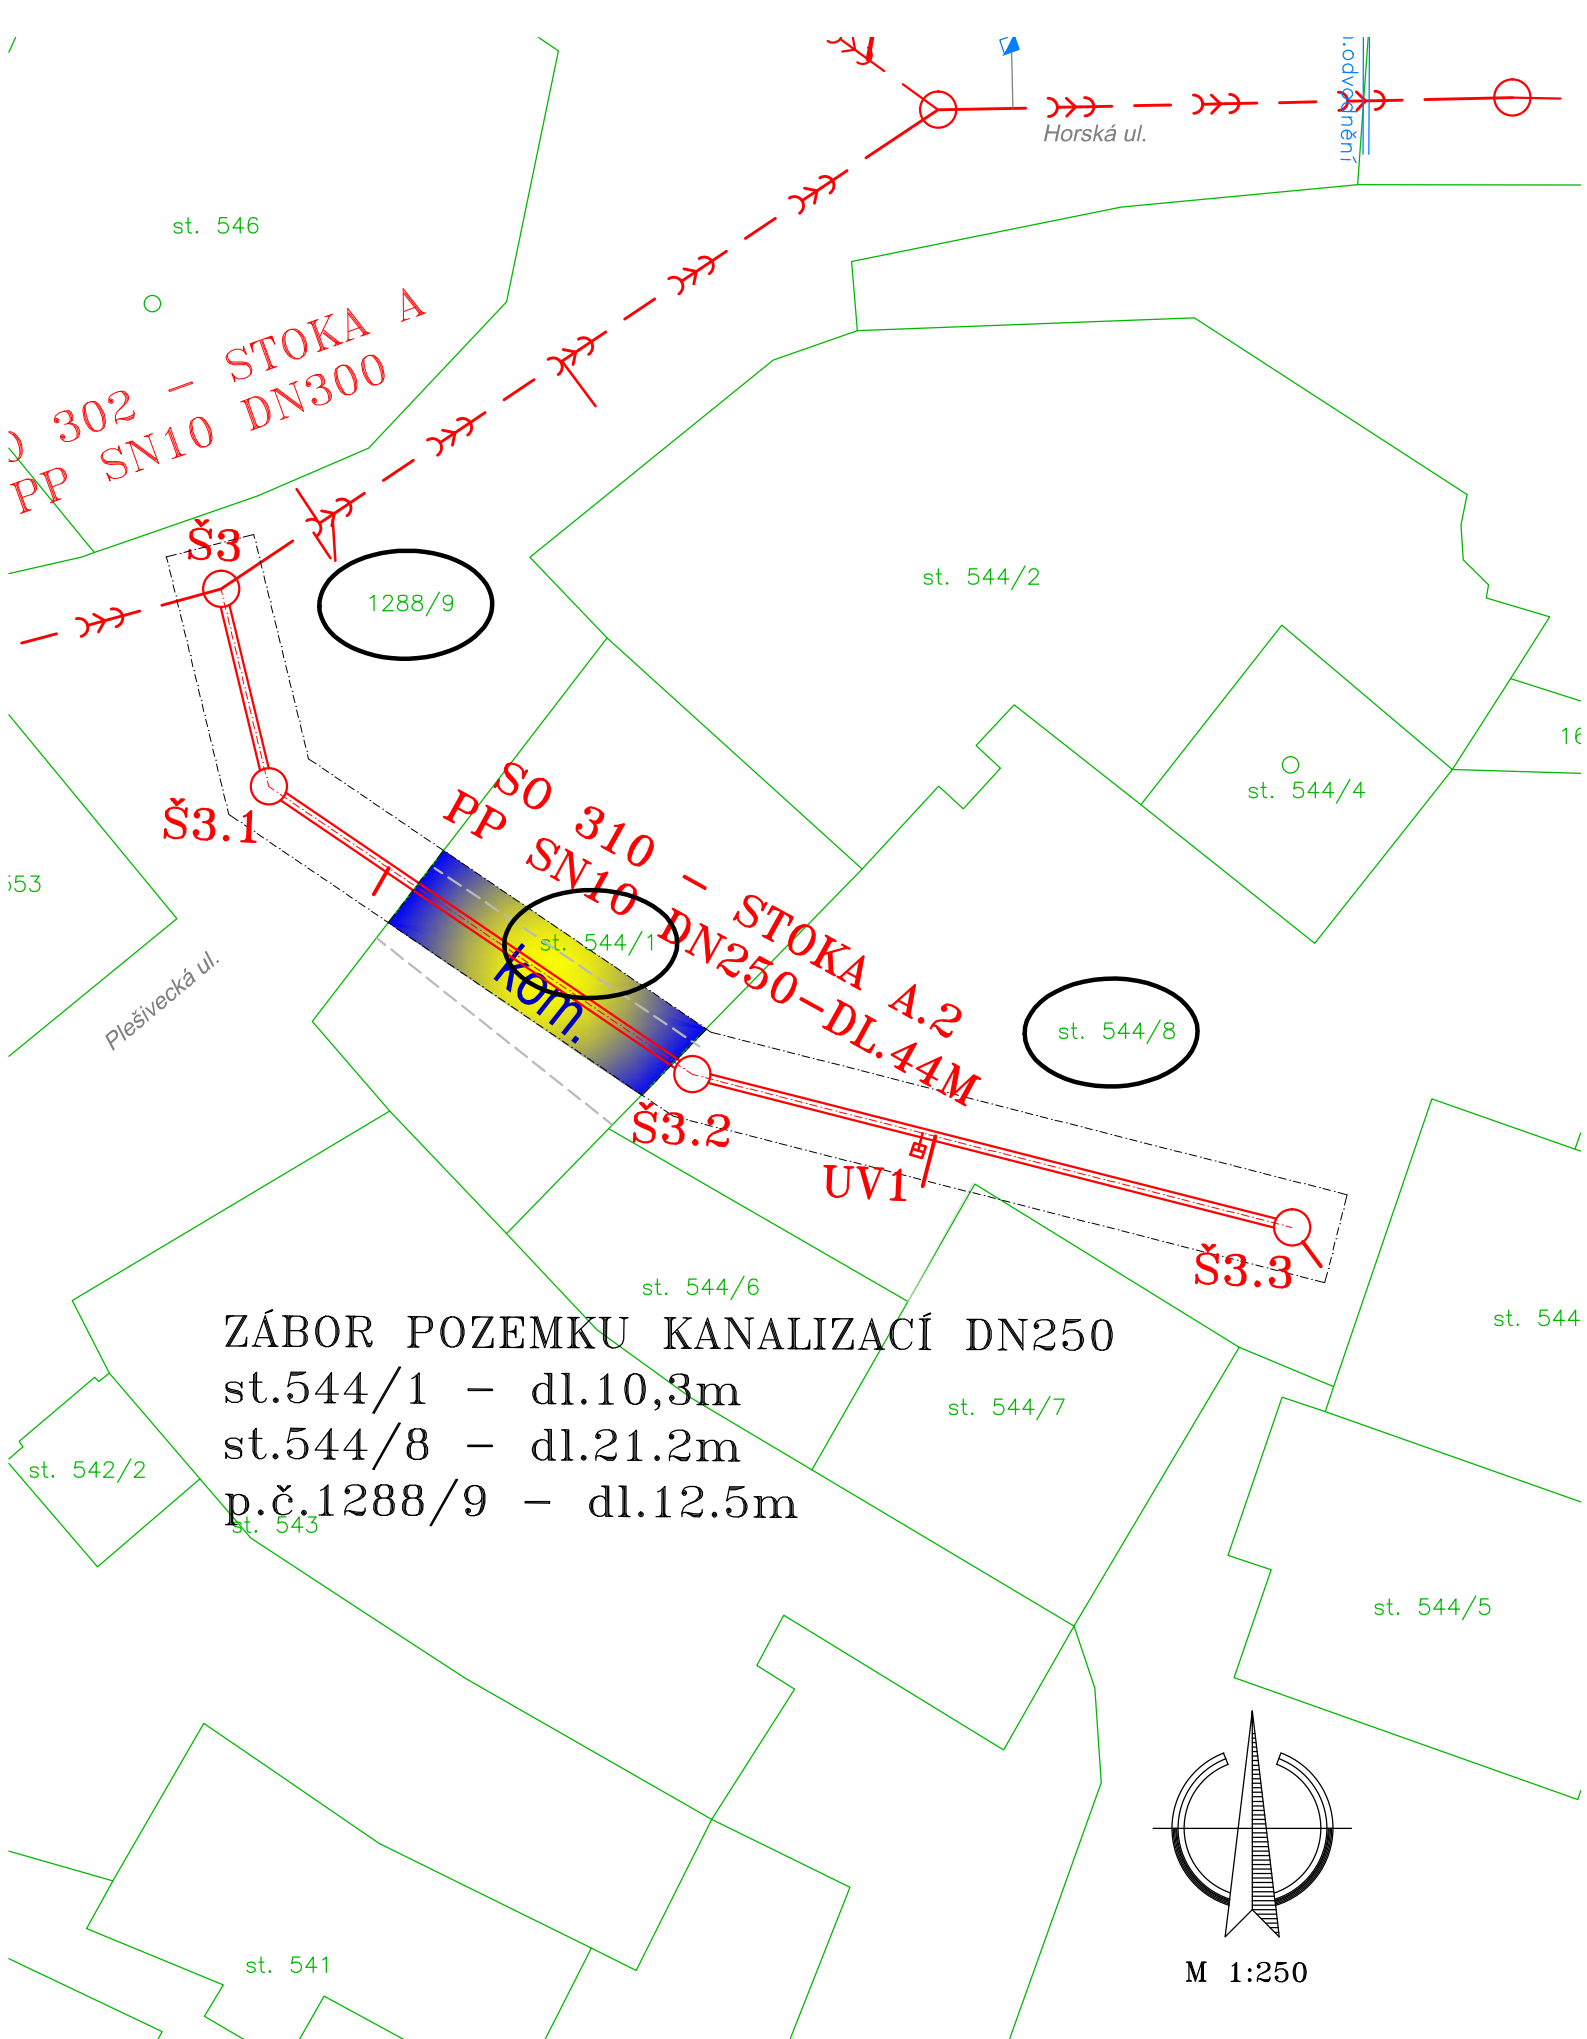 .odvodnění
Horská ul.
st. 546
302 - STOKA A
PP SN10 DN300
Š3
1288/9
st. 544/2
st. 544/4
Š3.1
SO 310 - STOKA A.2
PP SN10 DN250-DL.44M
st. 544/1
kom.
Plešivecká ul.
st. 544/8
Š3.2
UV1
Š3.3
st. 544/6
st. 544
ZÁBOR POZEMKU KANALIZACÍ DN250
st.544/1 - dl.10,3m
st.544/8 - dl.21.2m
p.č.1288/9 - dl.12.5m
st. 544/7
st. 542/2
st. 543
st. 544/5
st. 541
M 1:250